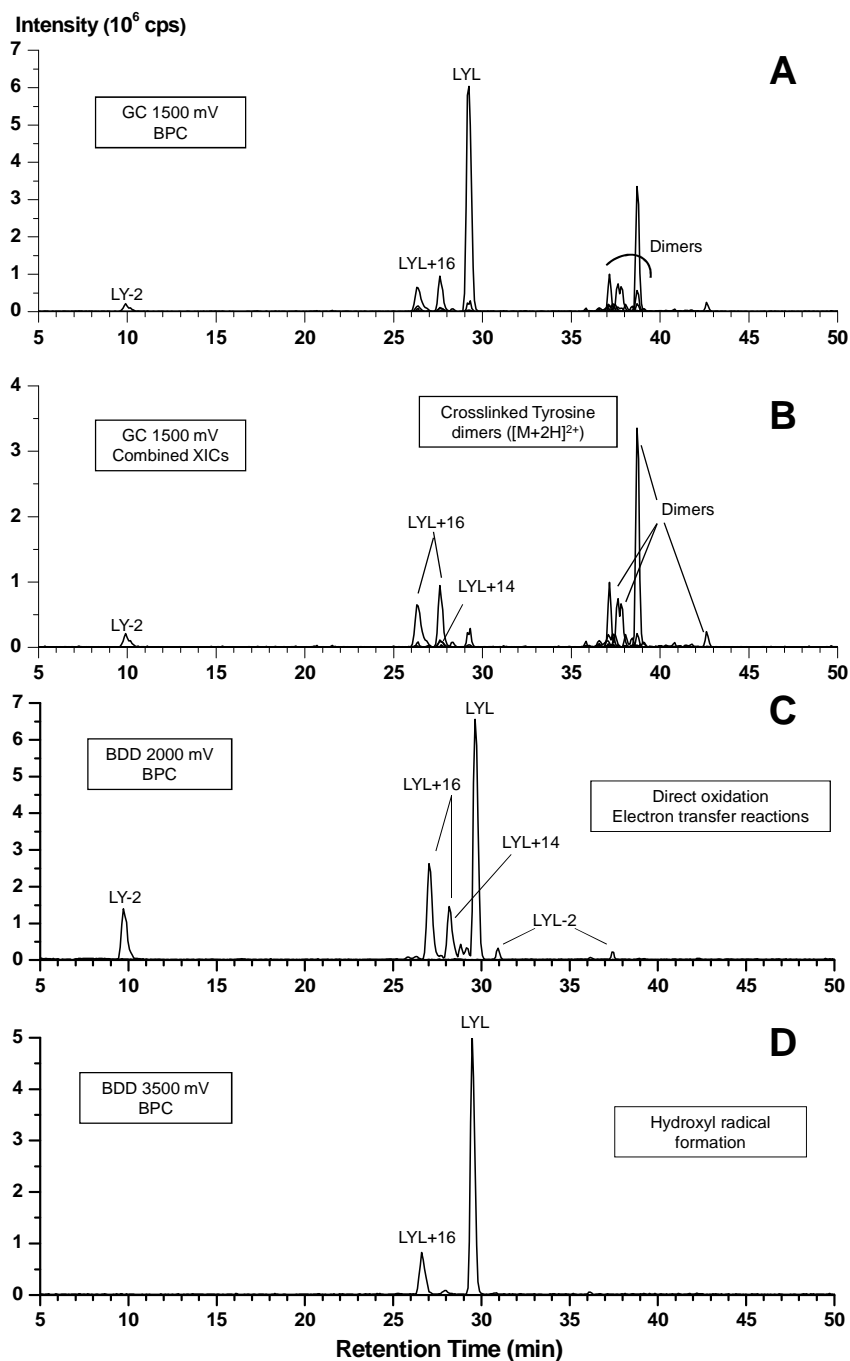 Intensity (10⁶ cps)
A
7
6
5
4
3
2
1
0
GC 1500 mV
BPC
LYL
LY-2
LYL+16
Dimers
5 10 15 20 25 30 35 40 45 50
B
4
3
2
1
0
GC 1500 mV
Combined XICs
Crosslinked Tyrosine
dimers ([M+2H]²⁺)
LYL+16
LYL+14
LY-2
Dimers
5 10 15 20 25 30 35 40 45 50
C
7
6
5
4
3
2
1
0
BDD 2000 mV
BPC
LYL
LYL+16
Direct oxidation
Electron transfer reactions
LYL+14
LY-2
LYL-2
5 10 15 20 25 30 35 40 45 50
D
5
4
3
2
1
0
LYL
BDD 3500 mV
BPC
Hydroxyl radical
formation
LYL+16
5 10 15 20 25 30 35 40 45 50
Retention Time (min)